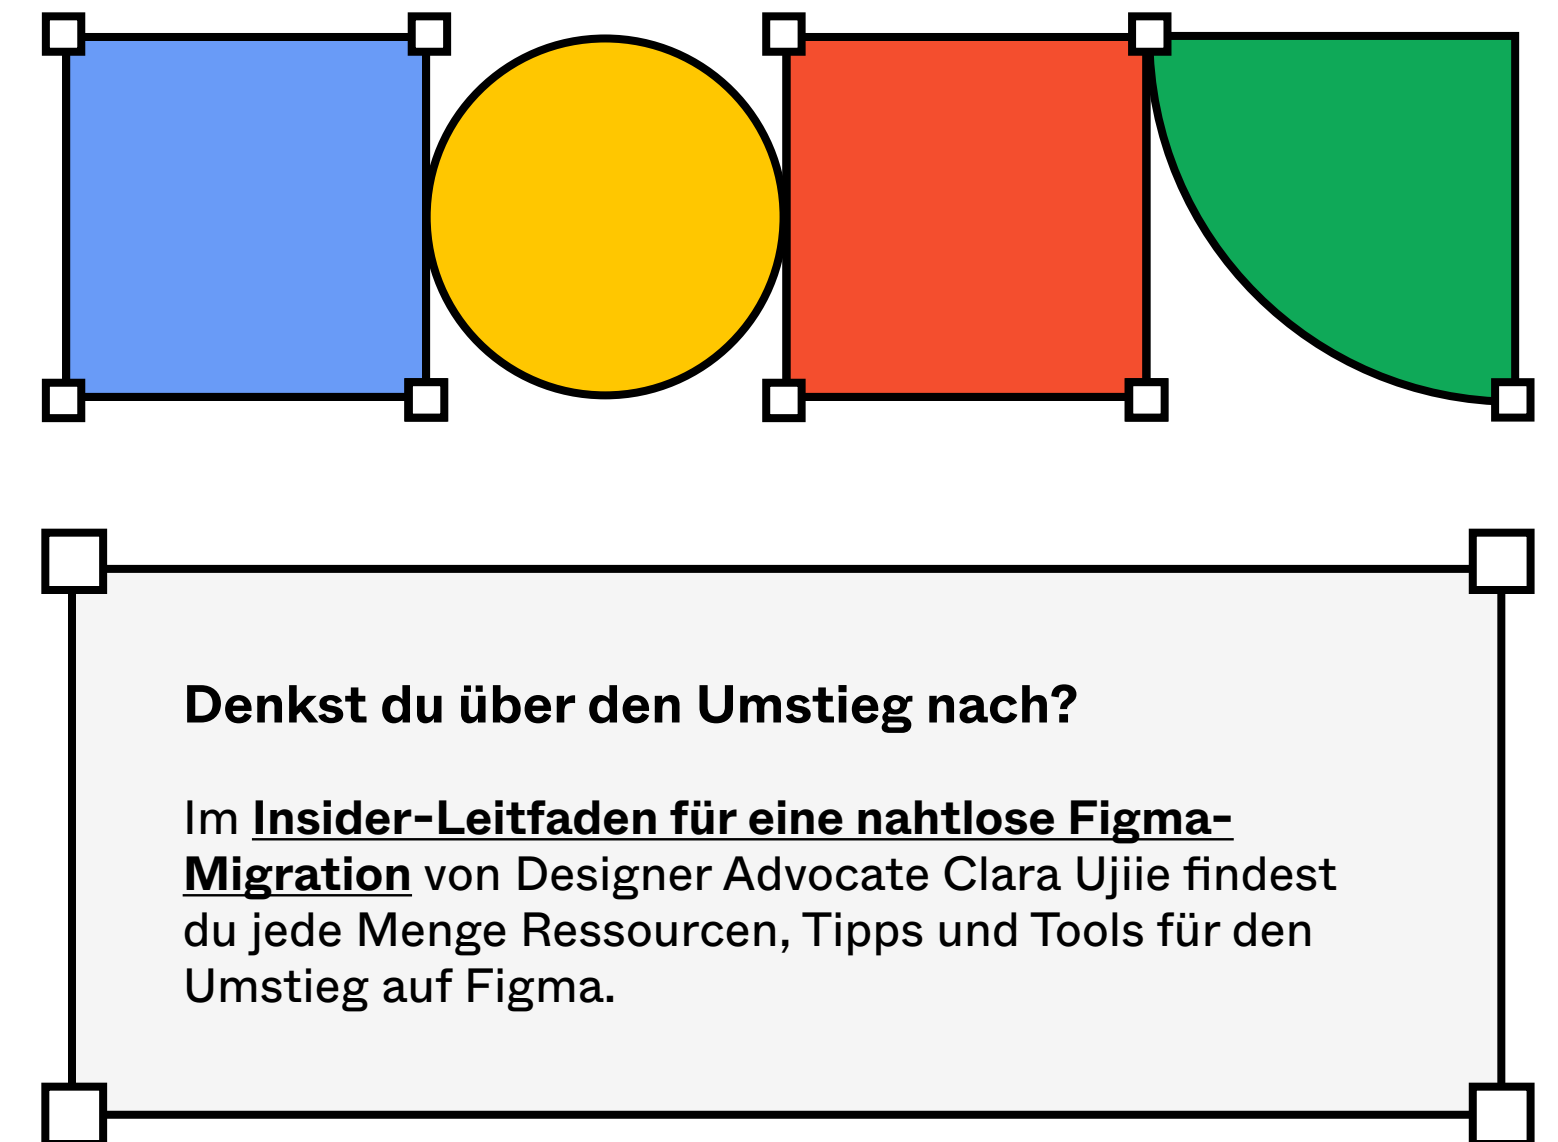 Denkst du über den Umstieg nach?
Im Insider-Leitfaden für eine nahtlose Figma-
Migration von Designer Advocate Clara Ujiie findest
du jede Menge Ressourcen, Tipps und Tools für den
Umstieg auf Figma.